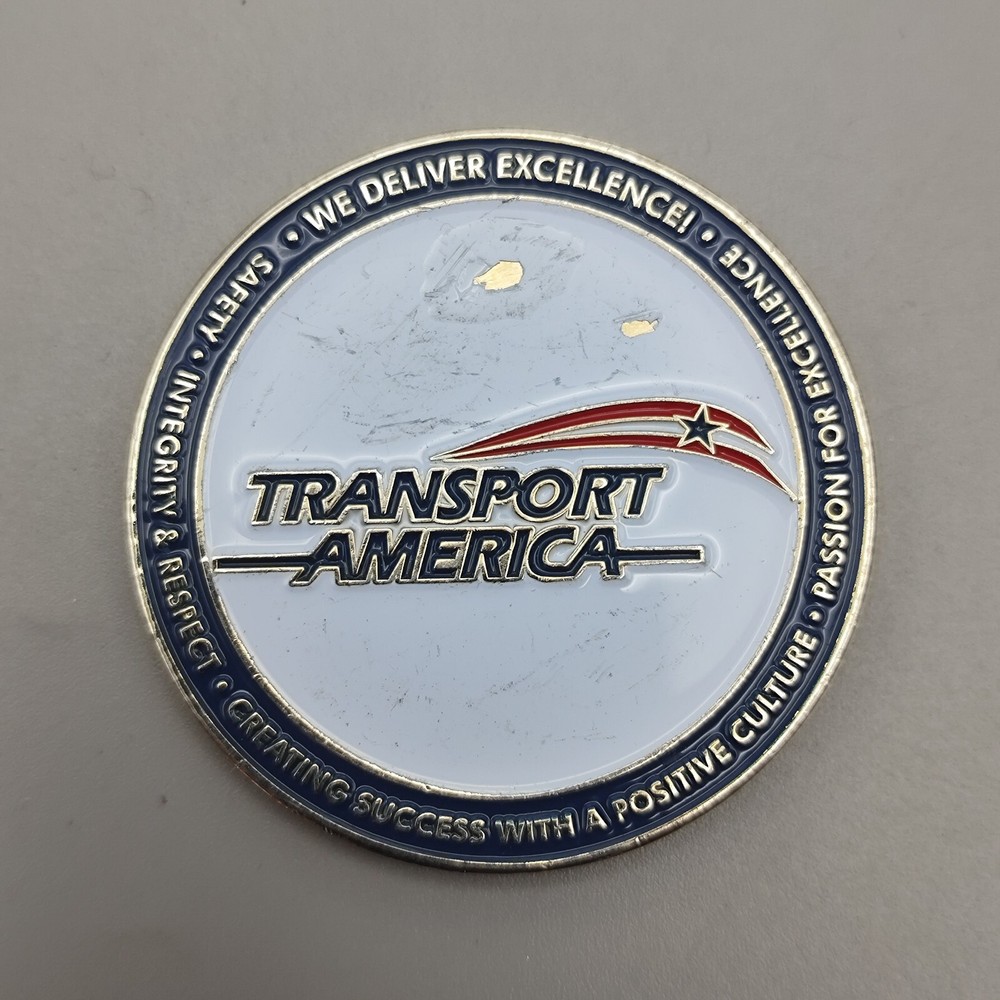 WE DELIVER EXCELLENCE!
SAFETY • INTEGRITY & RESPECT • CREATING SUCCESS WITH A POSITIVE CULTURE • PASSION FOR EXCELLENCE
TRANSPORT
AMERICA